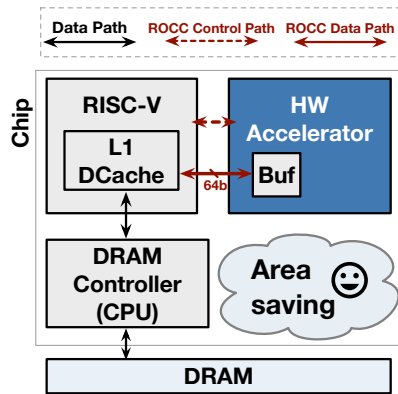 Data Path
ROCC Control Path
ROCC Data Path
Chip
RISC-V
L1
DCache
HW
Accelerator
64b
Buf
DRAM
Controller
(CPU)
Area
saving
DRAM